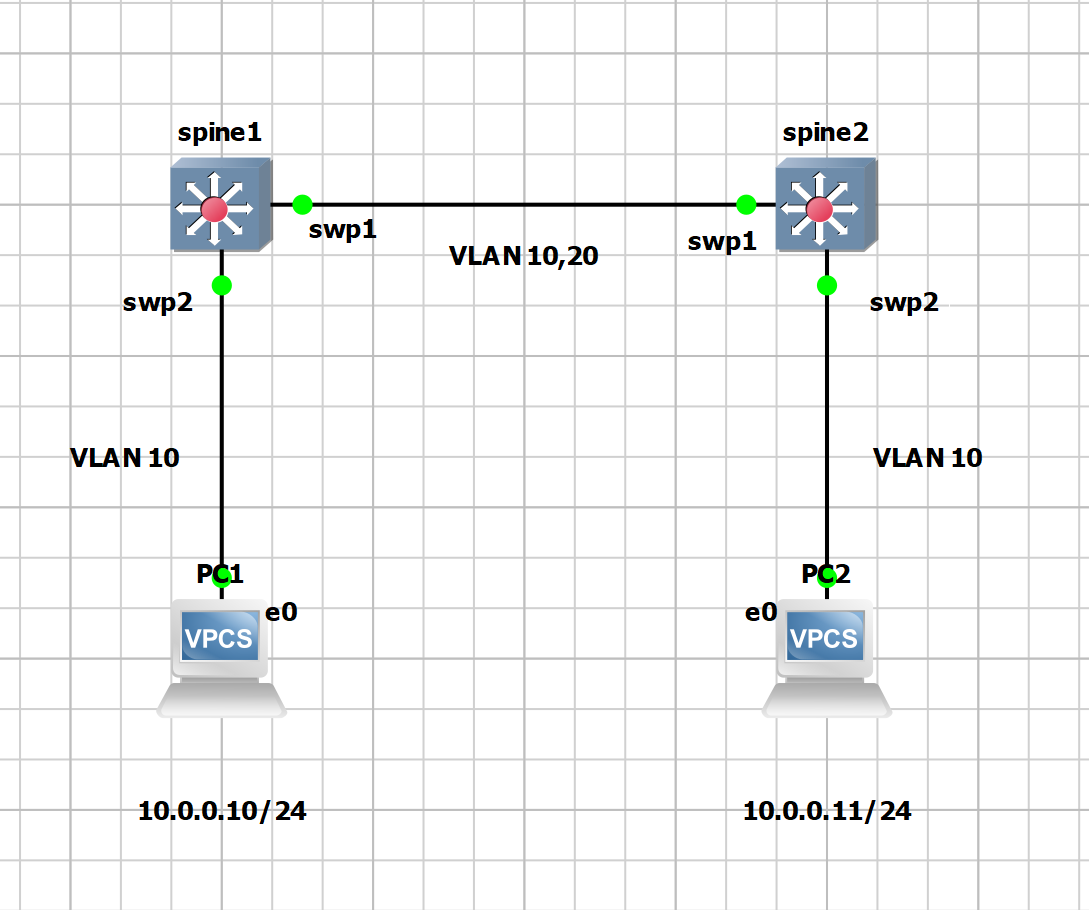 spine1
spine2
swp1
swp1
VLAN 10,20
swp2
swp2
VLAN 10
VLAN 10
PC1
PC2
e0
e0
VPCS
VPCS
10.0.0.10/24
10.0.0.11/24